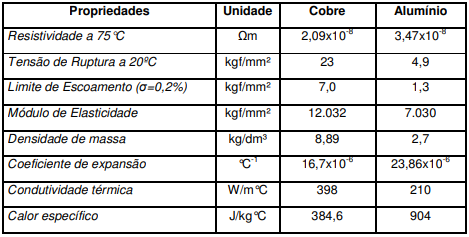 Propriedades Unidade Cobre Alumínio
Resistividade a 75°C Ωm 2,09x10⁻⁸ 3,47x10⁻⁸
Tensão de Ruptura a 20ºC kgf/mm² 23 4,9
Limite de Escoamento (σ=0,2%) kgf/mm² 7,0 1,3
Módulo de Elasticidade kgf/mm² 12.032 7.030
Densidade de massa kg/dm³ 8,89 2,7
Coeficiente de expansão °C⁻¹ 16,7x10⁻⁶ 23,86x10⁻⁶
Condutividade térmica W/m°C 398 210
Calor específico J/kg°C 384,6 904